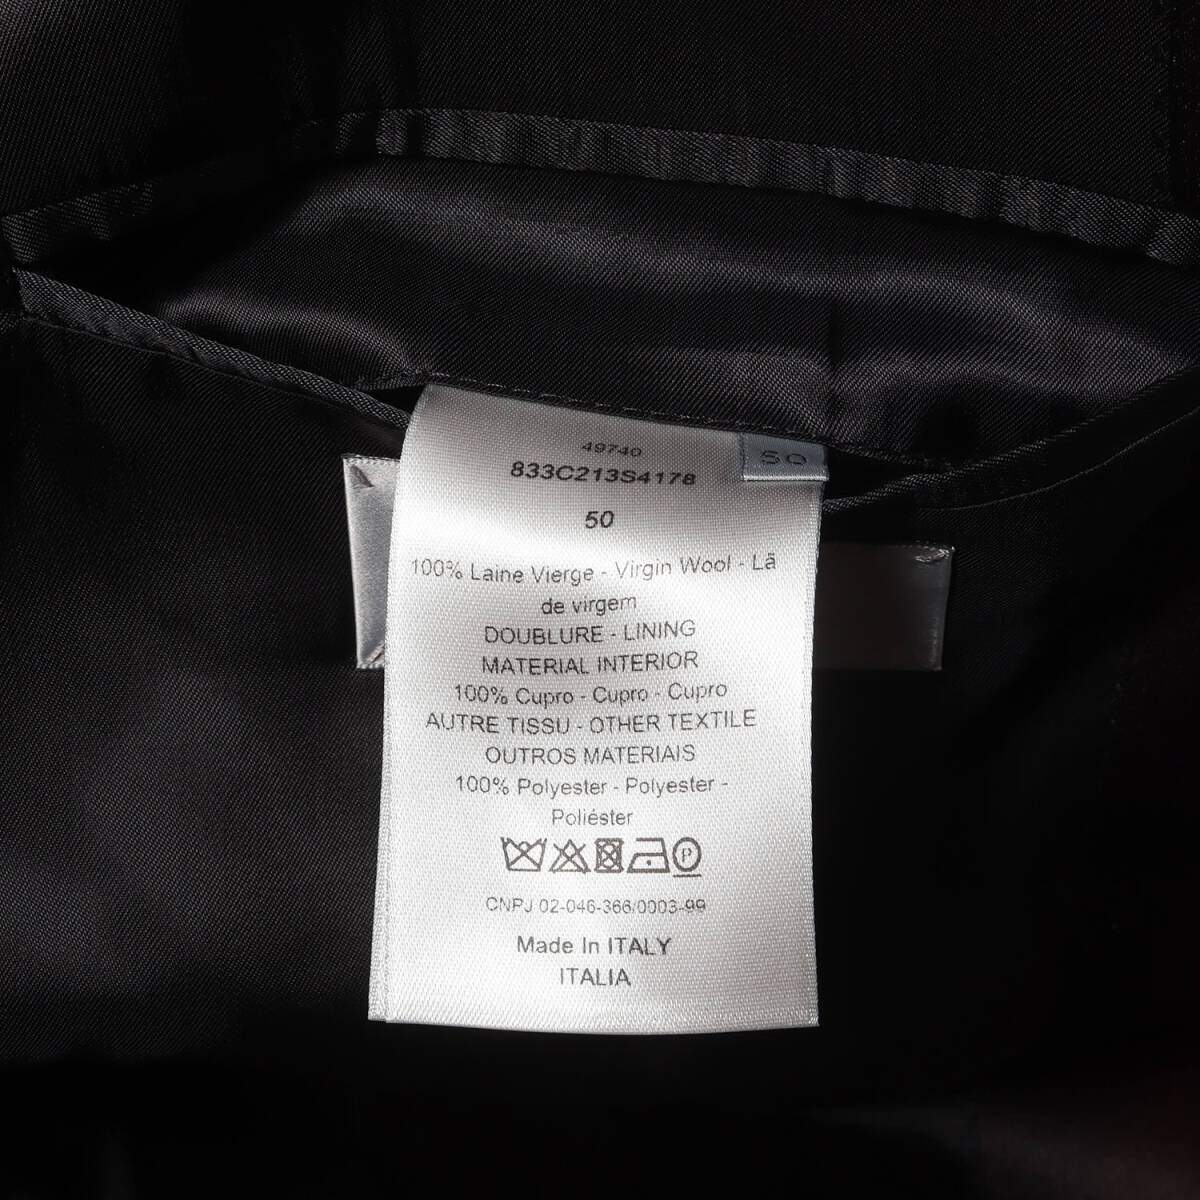 49740
833C213S4178
50
50
100% Laine Vierge - Virgin Wool - Lã
de virgem
DOUBLURE - LINING
MATERIAL INTERIOR
100% Cupro - Cupro - Cupro
AUTRE TISSU - OTHER TEXTILE
OUTROS MATERIAIS
100% Polyester - Polyester -
Poliéster
P
CNPJ 02-046-366/0003-99
Made In ITALY
ITALIA